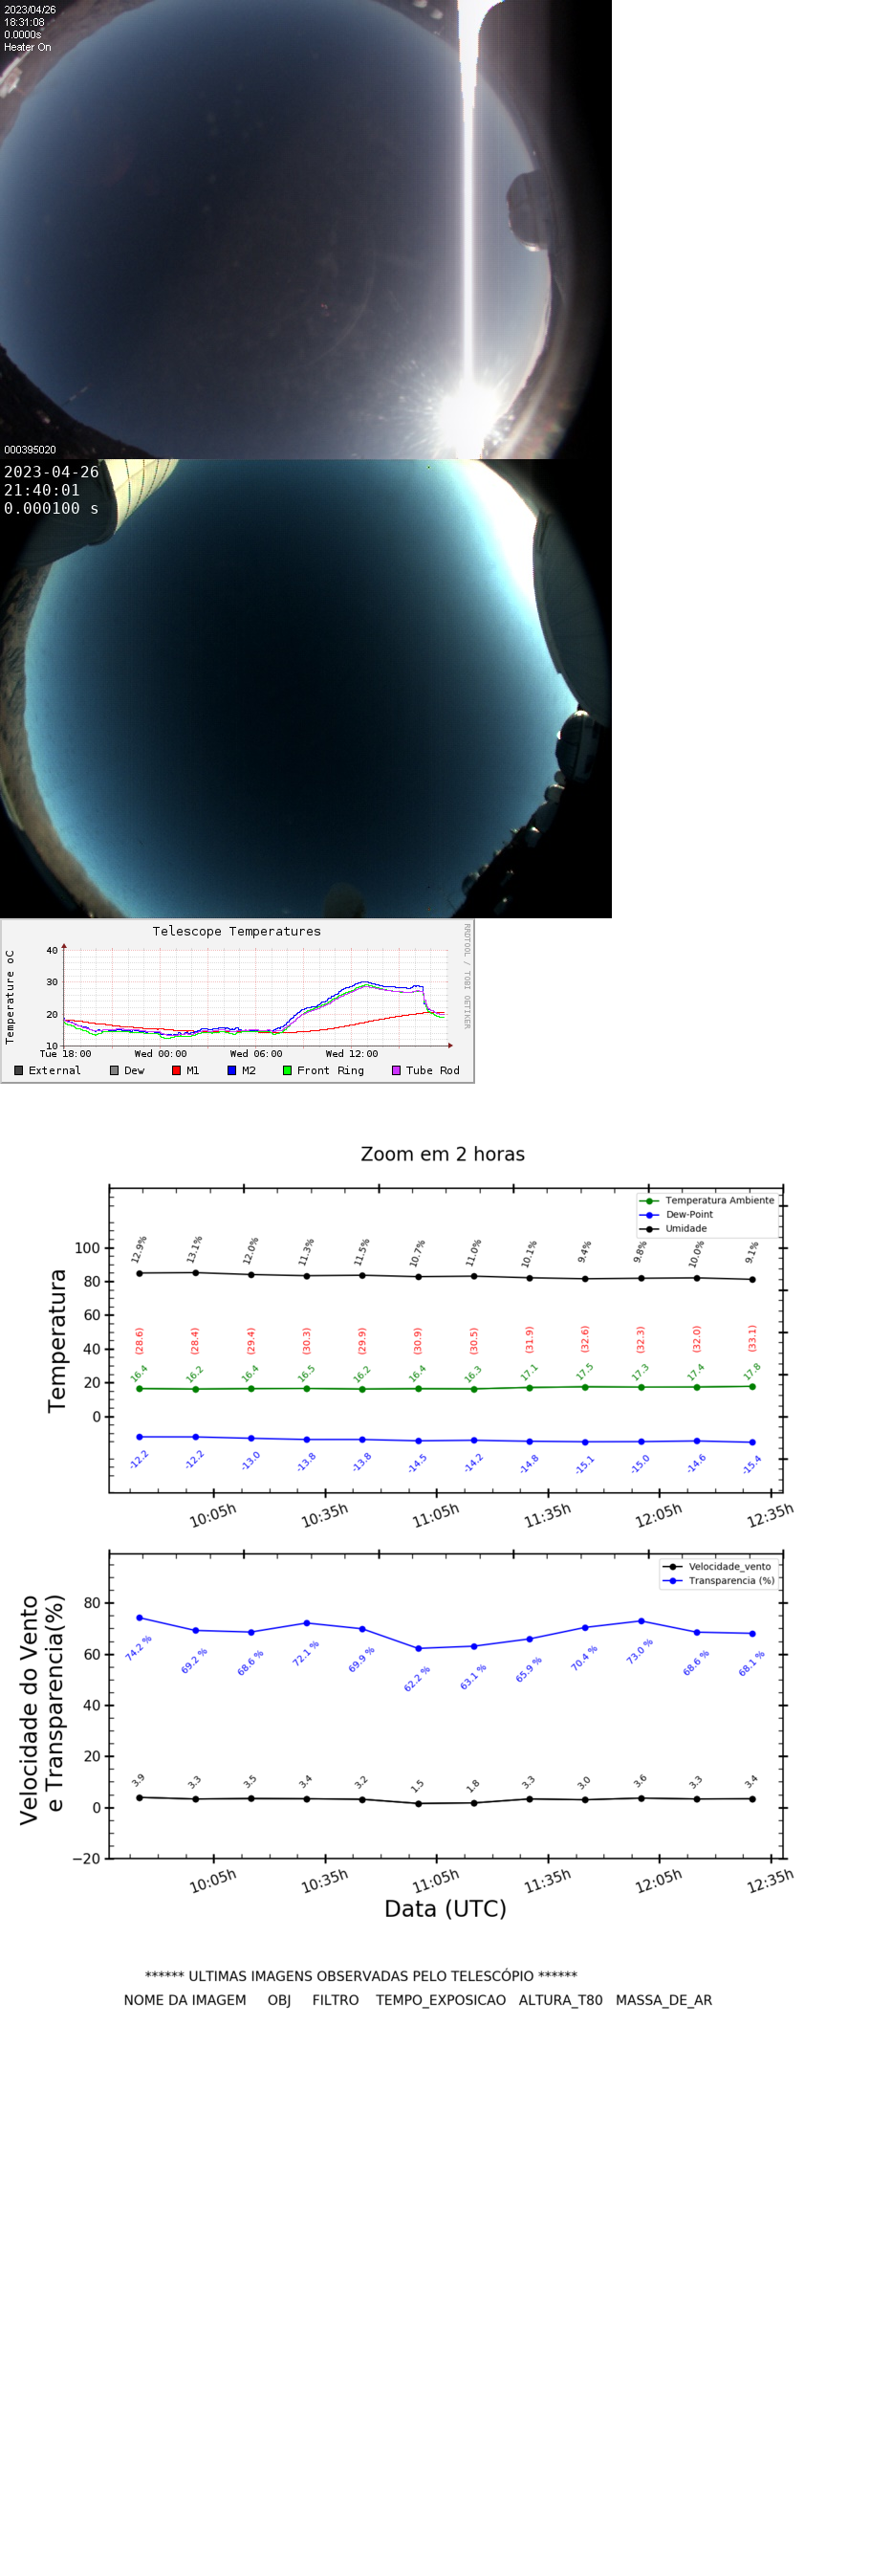 2023/04/26
18:31:08
0.0000s
Heater On
000395020
2023-04-26
21:40:01
0.000100 s
Telescope Temperatures
Temperature oC
40
30
20
10
Tue 18:00 Wed 00:00 Wed 06:00 Wed 12:00
External Dew M1 M2 Front Ring Tube Rod
RRDTOOL / TOBI OETIKER
Zoom em 2 horas
Temperatura
100
80
60
40
20
0
Temperatura Ambiente
Dew-Point
Umidade
12.9% 13.1% 12.0% 11.3% 11.5% 10.7% 11.0% 10.1% 9.4% 9.8% 10.0% 9.1%
(28.6) (28.4) (29.4) (30.3) (29.9) (30.9) (30.5) (31.9) (32.6) (32.3) (32.0) (33.1)
16.4 16.2 16.4 16.5 16.2 16.4 16.3 17.1 17.5 17.3 17.4 17.8
-12.2 -12.2 -13.0 -13.8 -13.8 -14.5 -14.2 -14.8 -15.1 -15.0 -14.6 -15.4
10:05h 10:35h 11:05h 11:35h 12:05h 12:35h
Velocidade do Vento
e Transparencia(%)
80
60
40
20
0
−20
Velocidade_vento
Transparencia (%)
74.2 % 69.2 % 68.6 % 72.1 % 69.9 % 62.2 % 63.1 % 65.9 % 70.4 % 73.0 % 68.6 % 68.1 %
3.9 3.3 3.5 3.4 3.2 1.5 1.8 3.3 3.0 3.6 3.3 3.4
10:05h 10:35h 11:05h 11:35h 12:05h 12:35h
Data (UTC)
****** ULTIMAS IMAGENS OBSERVADAS PELO TELESCÓPIO ******
NOME DA IMAGEM OBJ FILTRO TEMPO_EXPOSICAO ALTURA_T80 MASSA_DE_AR